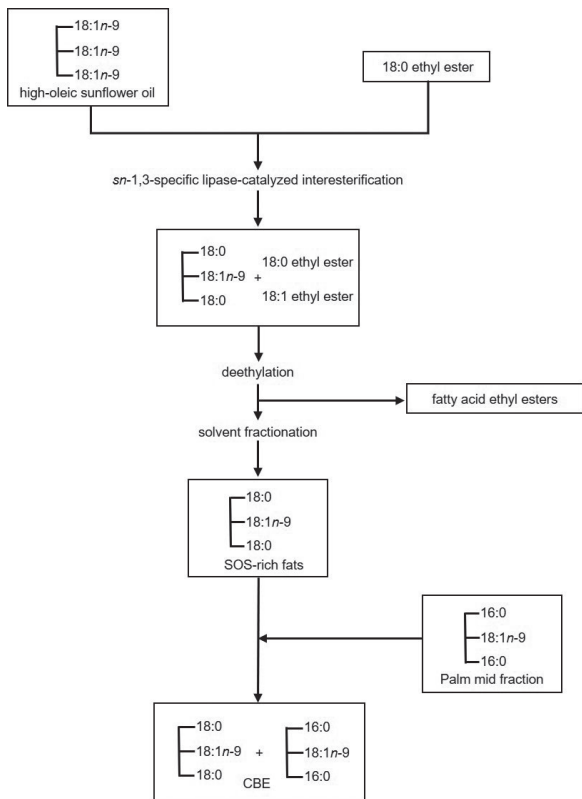 18:1n-9
18:1n-9
18:1n-9
high-oleic sunflower oil
18:0 ethyl ester
sn-1,3-specific lipase-catalyzed interesterification
18:0
18:1n-9 +
18:0
18:0 ethyl ester
18:1 ethyl ester
deethylation
fatty acid ethyl esters
solvent fractionation
18:0
18:1n-9
18:0
SOS-rich fats
16:0
18:1n-9
16:0
Palm mid fraction
18:0
18:1n-9
18:0
+
16:0
18:1n-9
16:0
CBE